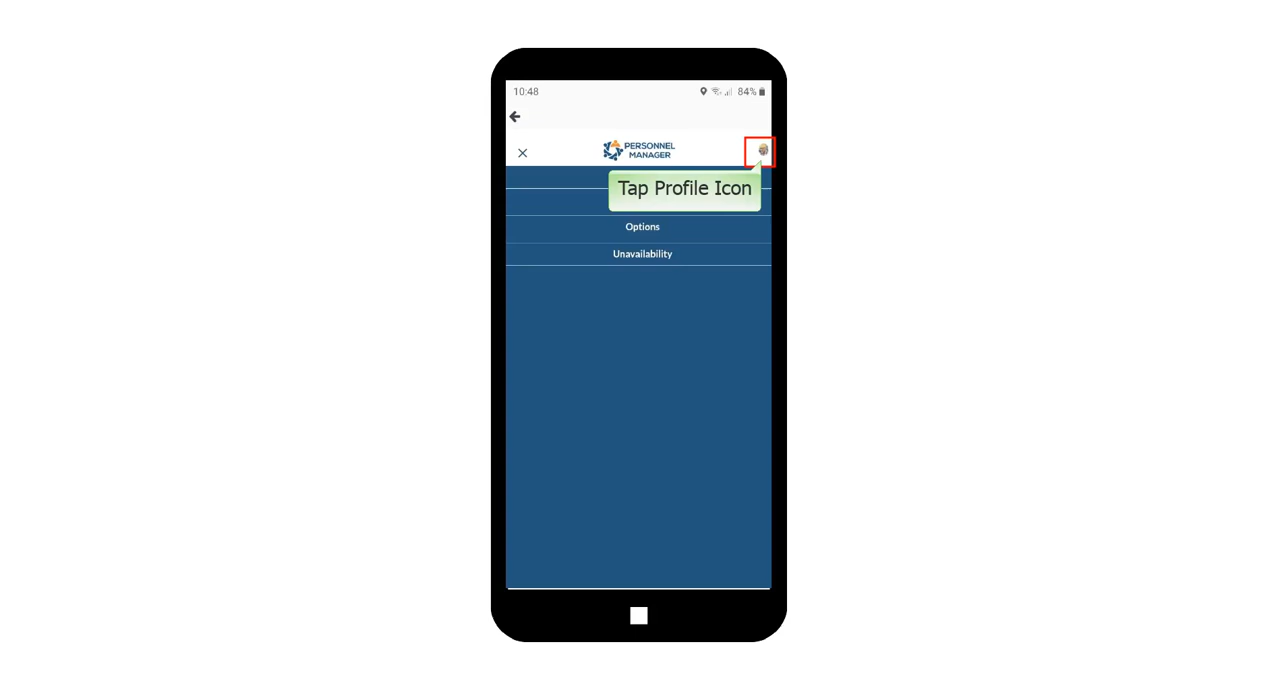 10:48
84%
PERSONNEL
MANAGER
Tap Profile Icon
Options
Unavailability